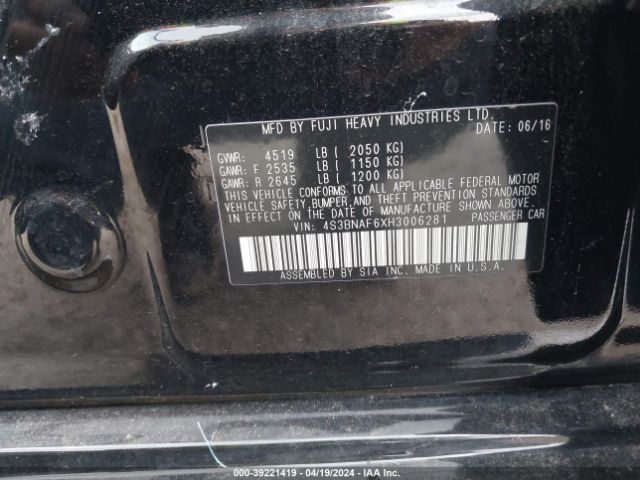 MFD BY FUJI HEAVY INDUSTRIES LTD.
DATE: 06/16
GVWR: 4519 LB ( 2050 KG)
GAWR: F 2535 LB ( 1150 KG)
GAWR: R 2645 LB ( 1200 KG)
THIS VEHICLE CONFORMS TO ALL APPLICABLE FEDERAL MOTOR
VEHICLE SAFETY, BUMPER, AND THEFT PREVENTION STANDARDS
IN EFFECT ON THE DATE OF MANUFACTURE SHOWN ABOVE.
VIN: 4S3BNAF6XH3006281 PASSENGER CAR
ASSEMBLED BY SIA INC. MADE IN U.S.A.
000-39221419 - 04/19/2024 - IAA Inc.